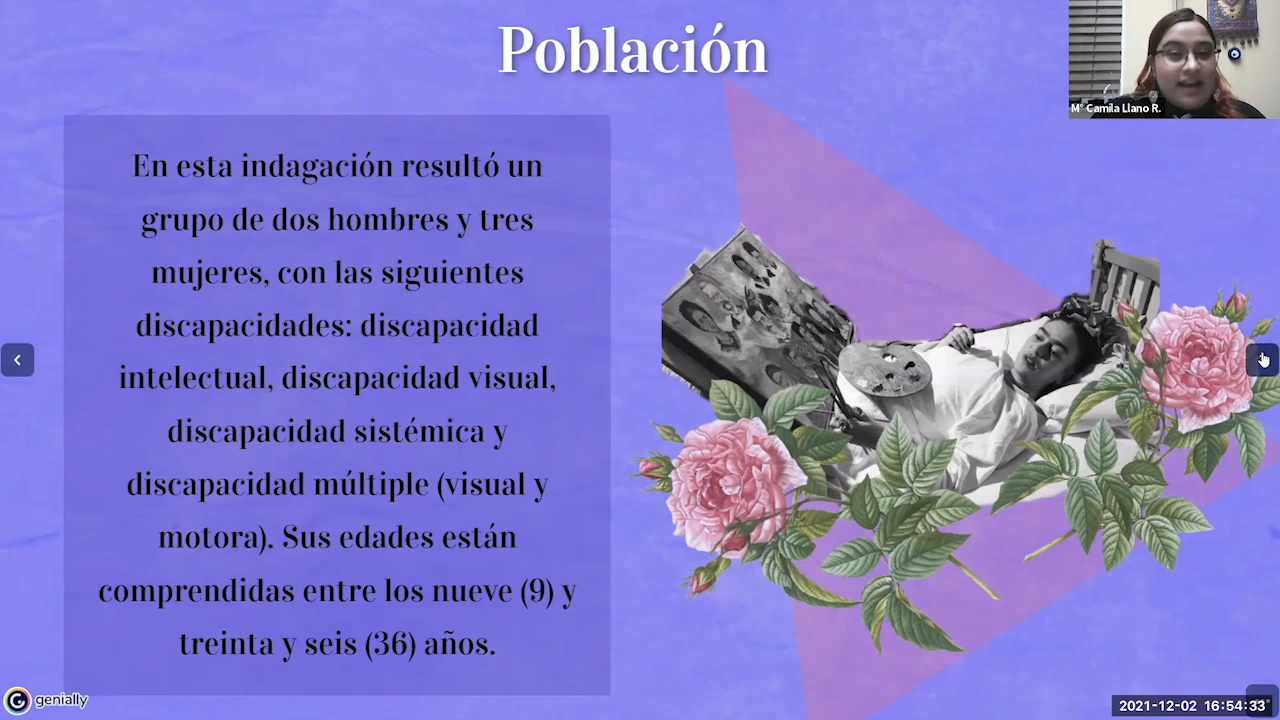 Población
Mª Camila Llano R.
En esta indagación resultó un
grupo de dos hombres y tres
mujeres, con las siguientes
discapacidades: discapacidad
intelectual, discapacidad visual,
discapacidad sistémica y
discapacidad múltiple (visual y
motora). Sus edades están
comprendidas entre los nueve (9) y
treinta y seis (36) años.
genially
2021-12-02 16:54:33